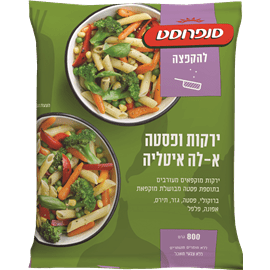 סנפרוסט
להקפצה
ירקות ופסטה
א-לה איטליה
ירקות מוקפאים מעורבים
בתוספת פסטה מבושלת מוקפאת
ברוקולי, פסטה, גזר, תירס,
אפונה, פלפל
800 גרם